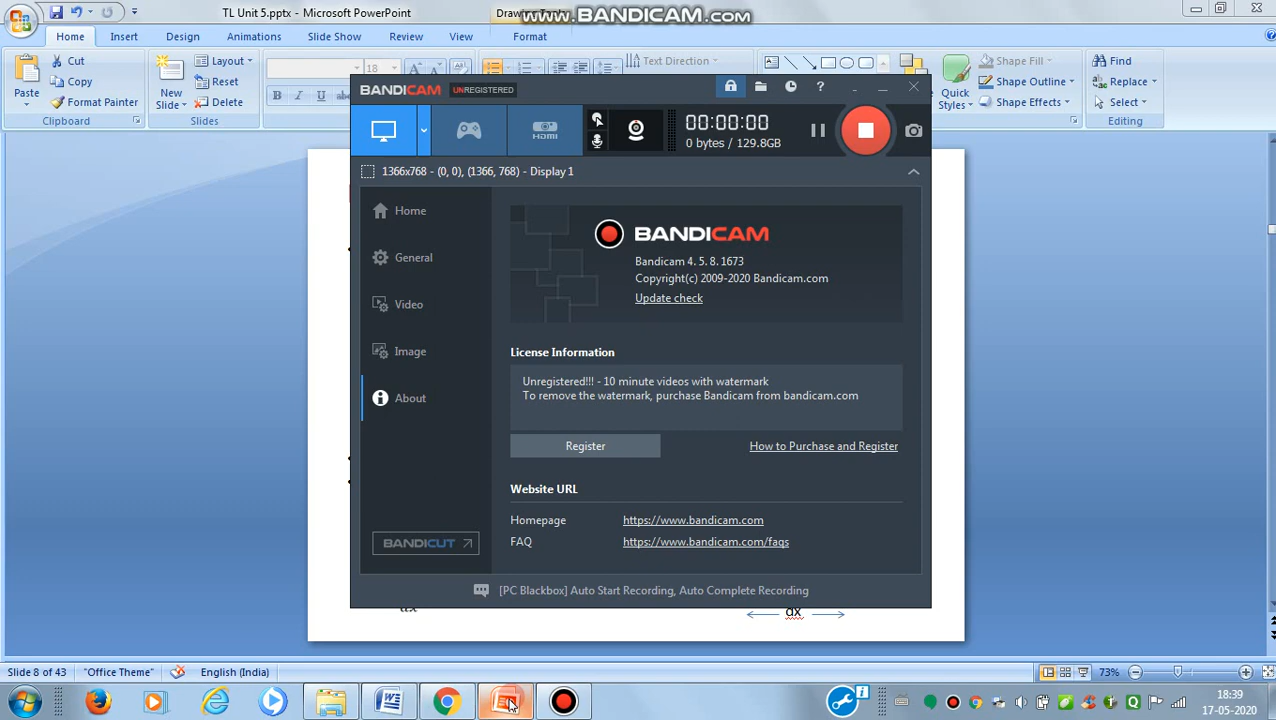 TL Unit 5.pptx - Microsoft PowerPoint
www.BANDICAM.com
Home Insert Design Animations Slide Show Review View Format
Paste
Cut
Copy
Format Painter
Clipboard
New Slide
Layout
Reset
Delete
Slides
18
B I U
Text Direction
Quick Styles
Shape Fill
Shape Outline
Shape Effects
Find
Replace
Select
Editing
BANDICAM UNREGISTERED
HDMI
00:00:00
0 bytes / 129.8GB
1366x768 - (0, 0), (1366, 768) - Display 1
Home
General
Video
Image
About
BANDICUT
BANDICAM
Bandicam 4. 5. 8. 1673
Copyright(c) 2009-2020 Bandicam.com
Update check
License Information
Unregistered!!! - 10 minute videos with watermark
To remove the watermark, purchase Bandicam from bandicam.com
Register How to Purchase and Register
Website URL
Homepage https://www.bandicam.com
FAQ https://www.bandicam.com/faqs
[PC Blackbox] Auto Start Recording, Auto Complete Recording
dx
Slide 8 of 43 "Office Theme" English (India) 73%
18:39
17-05-2020